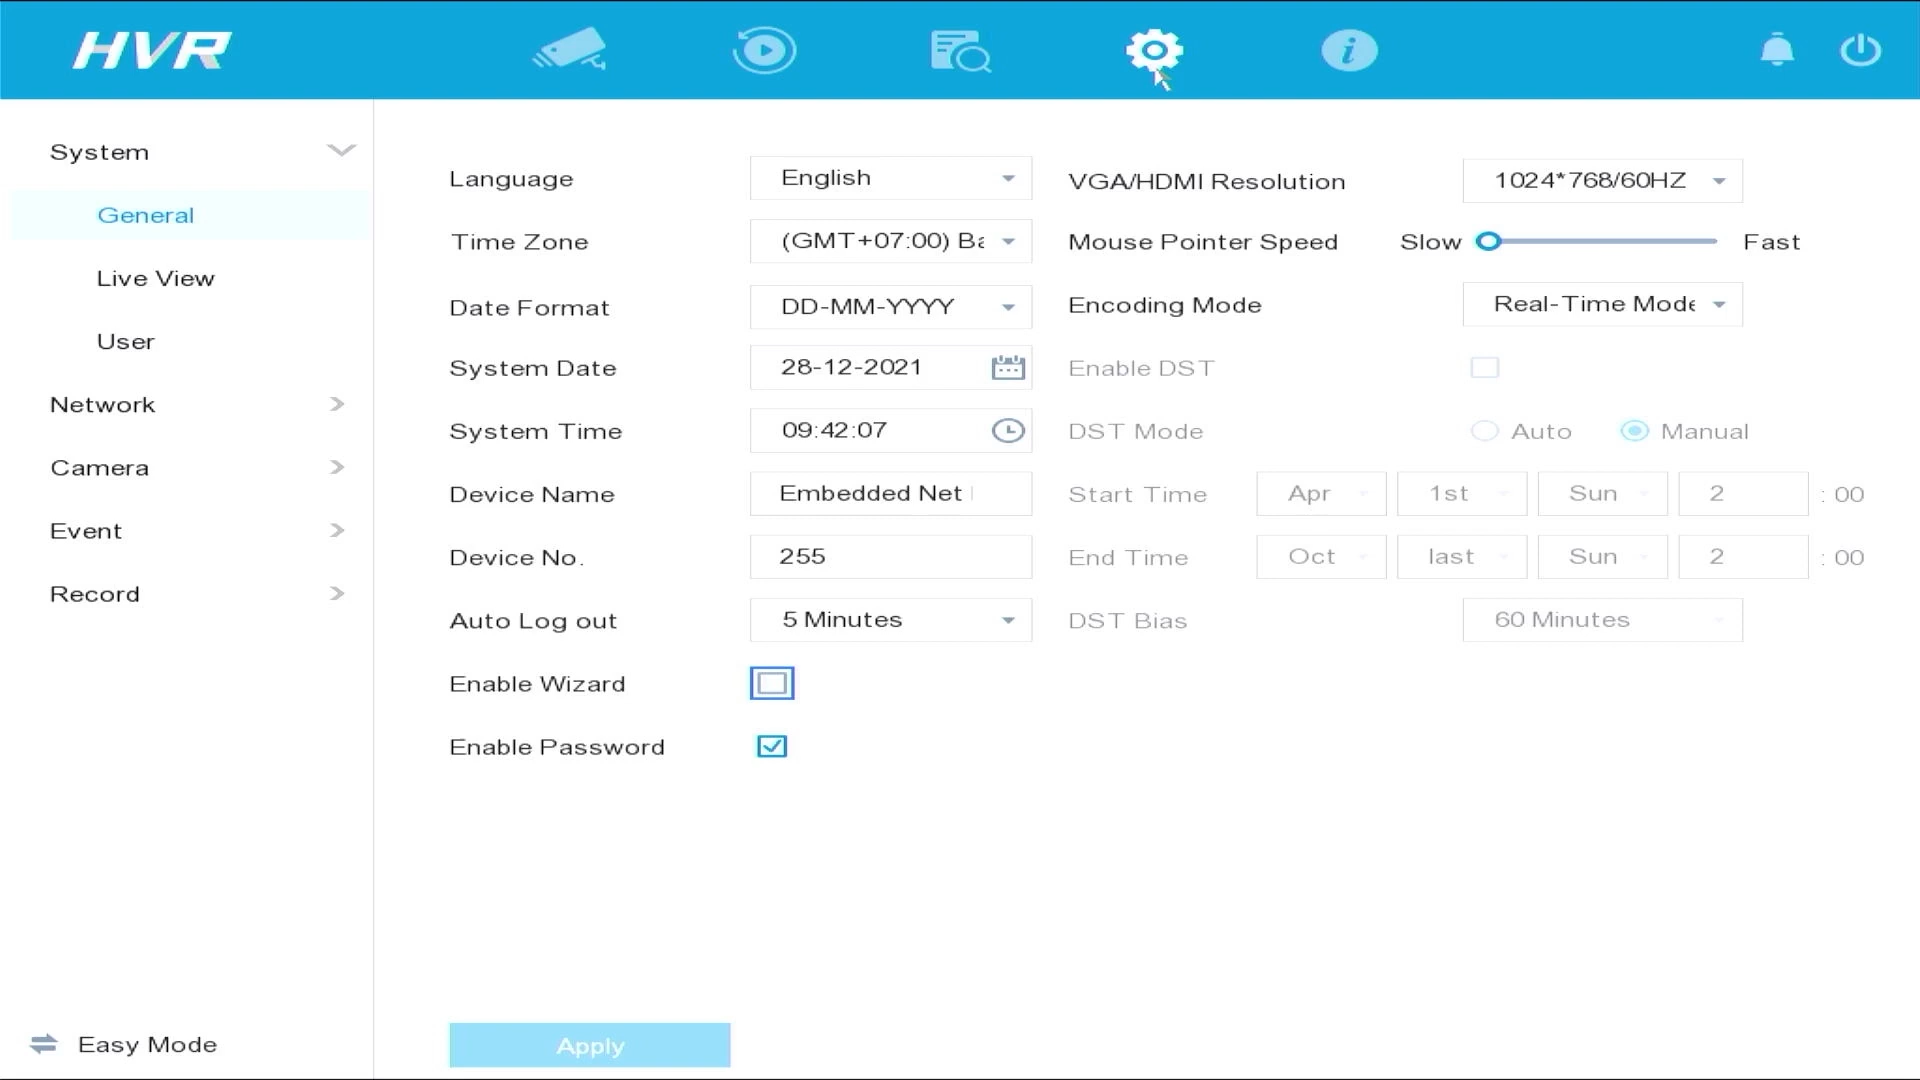 HVR
System
General
Live View
User
Network
Camera
Event
Record
Easy Mode
Language English
Time Zone (GMT+07:00) Ba
Date Format DD-MM-YYYY
System Date 28-12-2021
System Time 09:42:07
Device Name Embedded Net
Device No. 255
Auto Log out 5 Minutes
Enable Wizard
Enable Password
VGA/HDMI Resolution 1024*768/60HZ
Mouse Pointer Speed Slow Fast
Encoding Mode Real-Time Mode
Enable DST
DST Mode Auto Manual
Start Time Apr 1st Sun 2 : 00
End Time Oct last Sun 2 : 00
DST Bias 60 Minutes
Apply